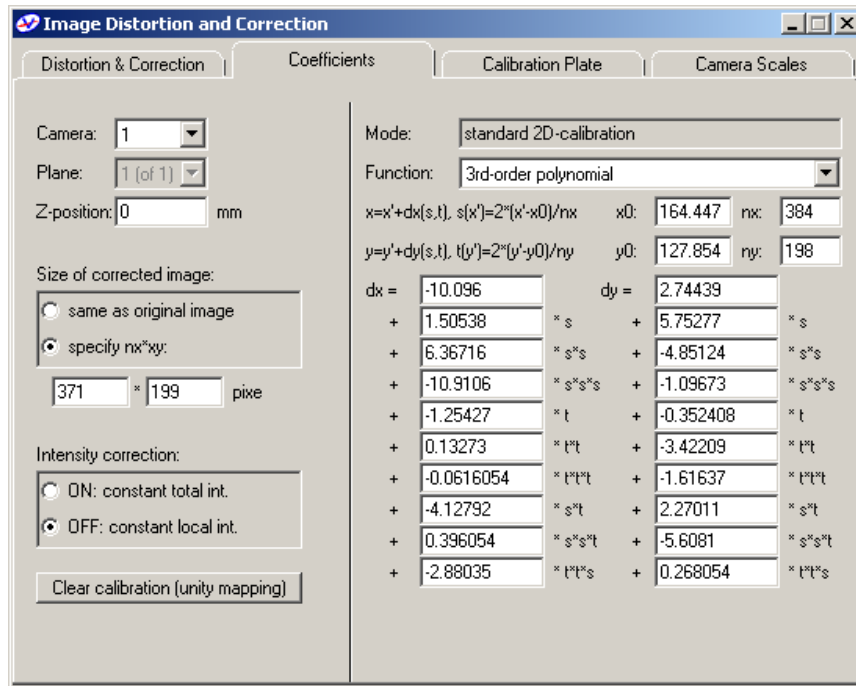 Image Distortion and Correction
Distortion & Correction Coefficients Calibration Plate Camera Scales
Camera: 1
Plane: 1 (of 1)
Z-position: 0 mm
Size of corrected image:
same as original image
specify nx*xy:
371 * 199 pixe
Intensity correction:
ON: constant total int.
OFF: constant local int.
Clear calibration (unity mapping)
Mode: standard 2D-calibration
Function: 3rd-order polynomial
x=x'+dx(s,t), s(x')=2*(x'-x0)/nx x0: 164.447 nx: 384
y=y'+dy(s,t), t(y')=2*(y'-y0)/ny y0: 127.854 ny: 198
dx = -10.096 dy = 2.74439
+ 1.50538 * s + 5.75277 * s
+ 6.36716 * s*s + -4.85124 * s*s
+ -10.9106 * s*s*s + -1.09673 * s*s*s
+ -1.25427 * t + -0.352408 * t
+ 0.13273 * t*t + -3.42209 * t*t
+ -0.0616054 * t*t*t + -1.61637 * t*t*t
+ -4.12792 * s*t + 2.27011 * s*t
+ 0.396054 * s*s*t + -5.6081 * s*s*t
+ -2.88035 * t*t*s + 0.268054 * t*t*s